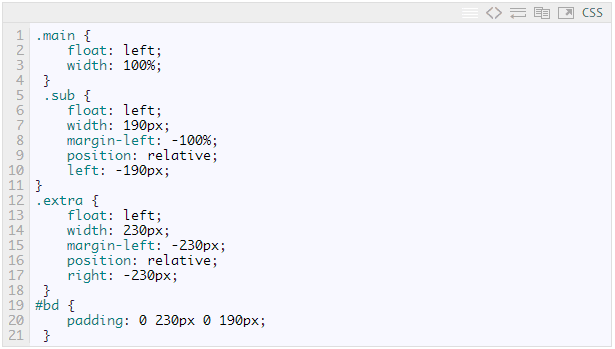 CSS
1 .main {
2     float: left;
3     width: 100%;
4  }
5  .sub {
6     float: left;
7     width: 190px;
8     margin-left: -100%;
9     position: relative;
10     left: -190px;
11 }
12 .extra {
13     float: left;
14     width: 230px;
15     margin-left: -230px;
16     position: relative;
17     right: -230px;
18  }
19 #bd {
20     padding: 0 230px 0 190px;
21  }